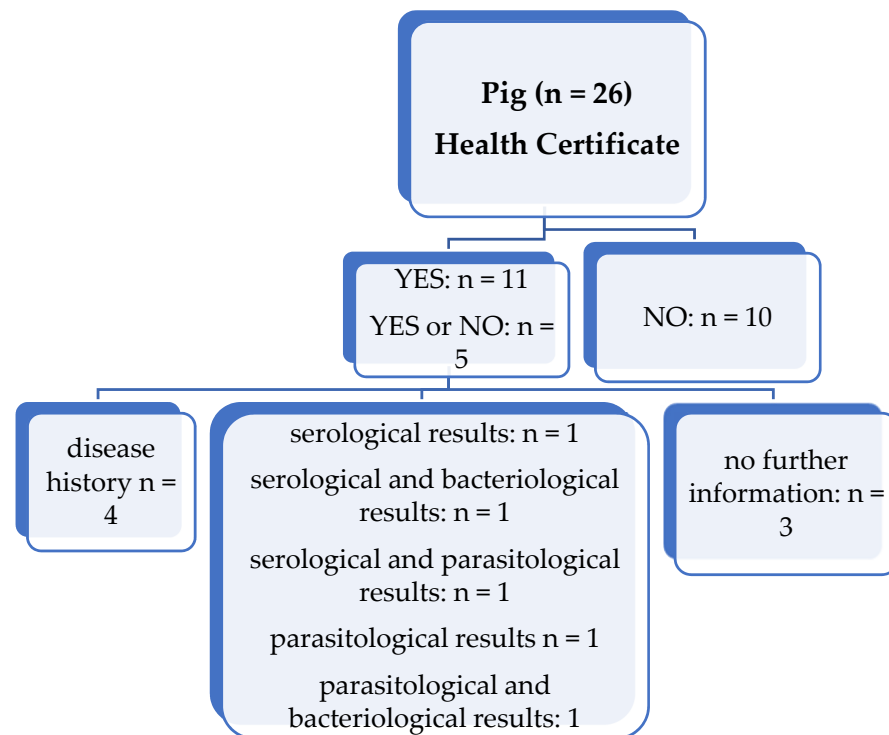 Pig (n = 26)
Health Certificate
YES: n = 11
YES or NO: n =
5
NO: n = 10
disease
history n =
4
serological results: n = 1
serological and bacteriological
results: n = 1
serological and parasitological
results: n = 1
parasitological results n = 1
parasitological and
bacteriological results: 1
no further
information: n =
3